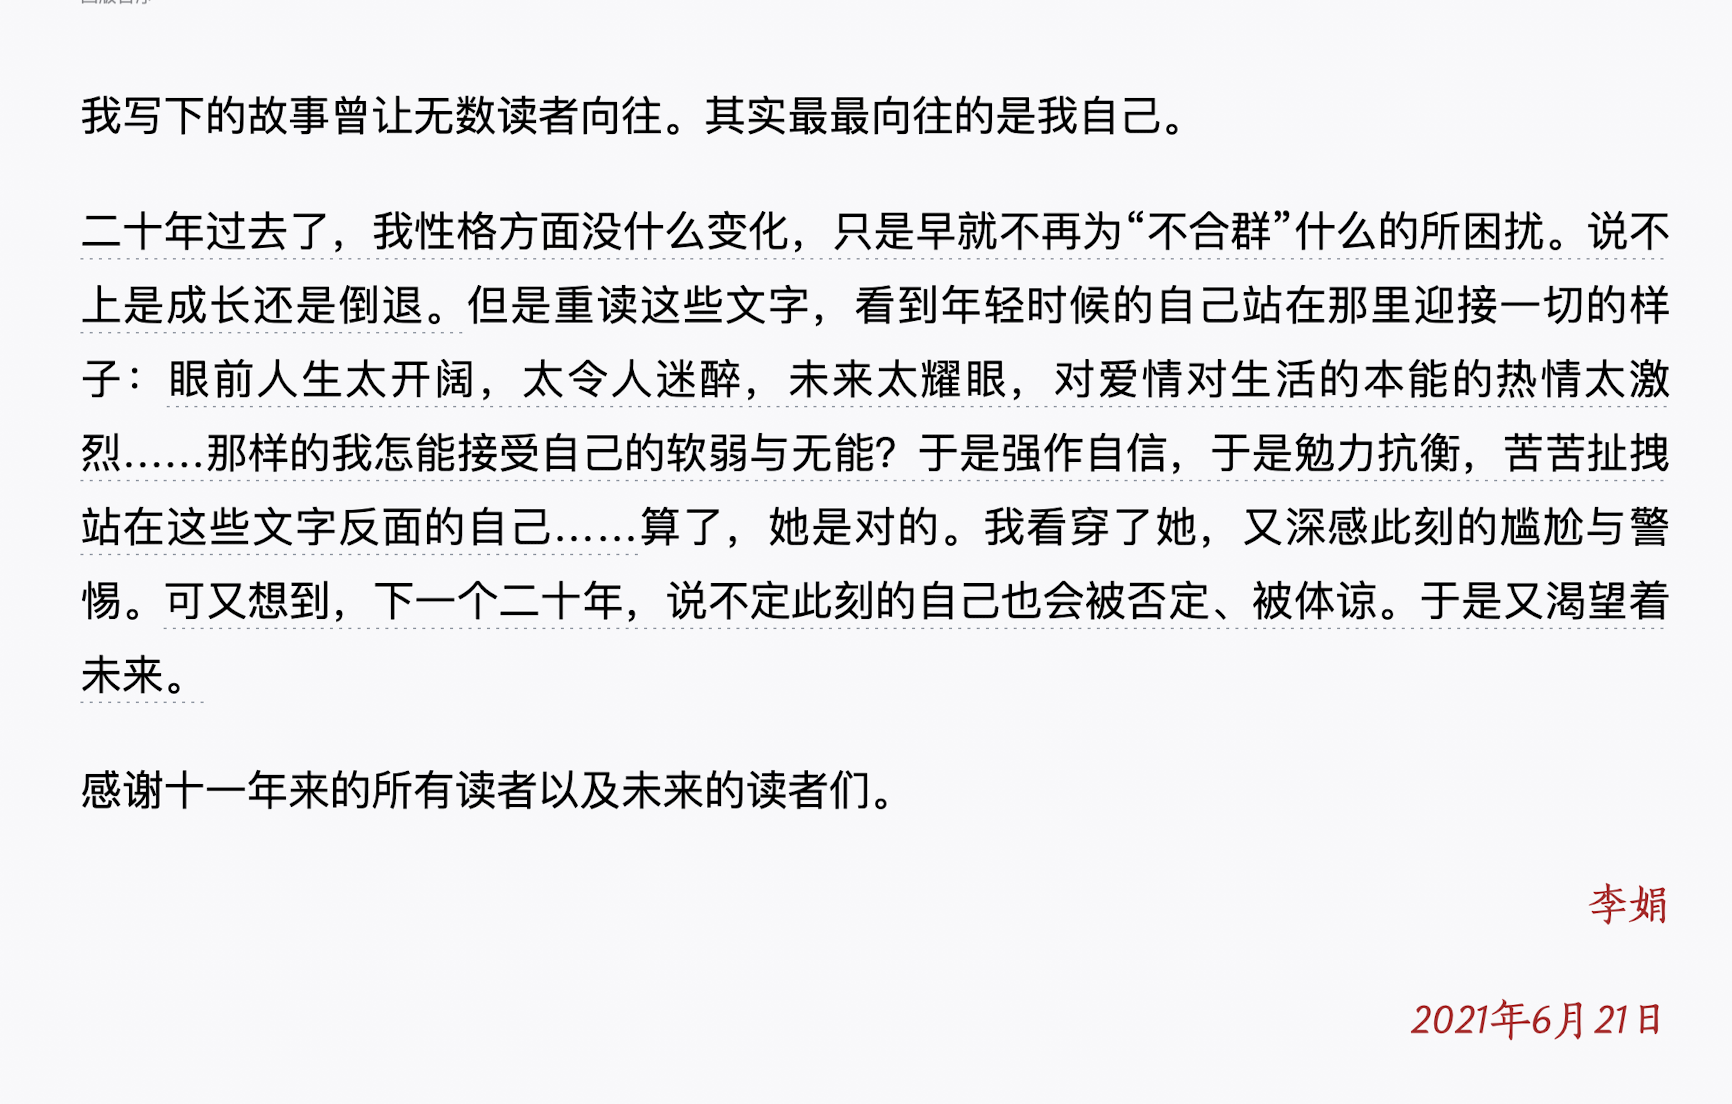 我写下的故事曾让无数读者向往。其实最最向往的是我自己。
二十年过去了，我性格方面没什么变化，只是早就不再为“不合群”什么的所困扰。说不
上是成长还是倒退。但是重读这些文字，看到年轻时候的自己站在那里迎接一切的样
子：眼前人生太开阔，太令人迷醉，未来太耀眼，对爱情对生活的本能的热情太激
烈……那样的我怎能接受自己的软弱与无能？于是强作自信，于是勉力抗衡，苦苦扯拽
站在这些文字反面的自己……算了，她是对的。我看穿了她，又深感此刻的尴尬与警
惕。可又想到，下一个二十年，说不定此刻的自己也会被否定、被体谅。于是又渴望着
未来。
感谢十一年来的所有读者以及未来的读者们。
李娟
2021年6月21日